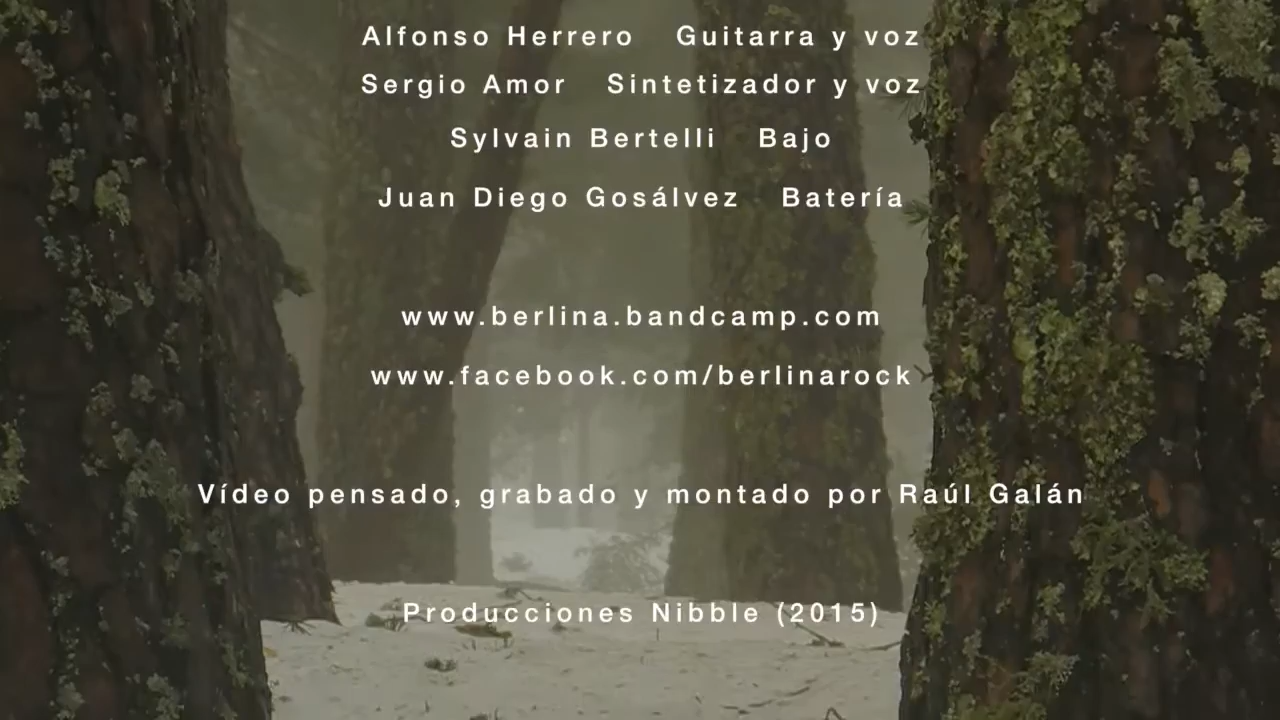 Alfonso Herrero Guitarra y voz
Sergio Amor Sintetizador y voz
Sylvain Bertelli Bajo
Juan Diego Gosálvez Batería
www.berlina.bandcamp.com
www.facebook.com/berlinarock
Vídeo pensado, grabado y montado por Raúl Galán
Producciones Nibble (2015)